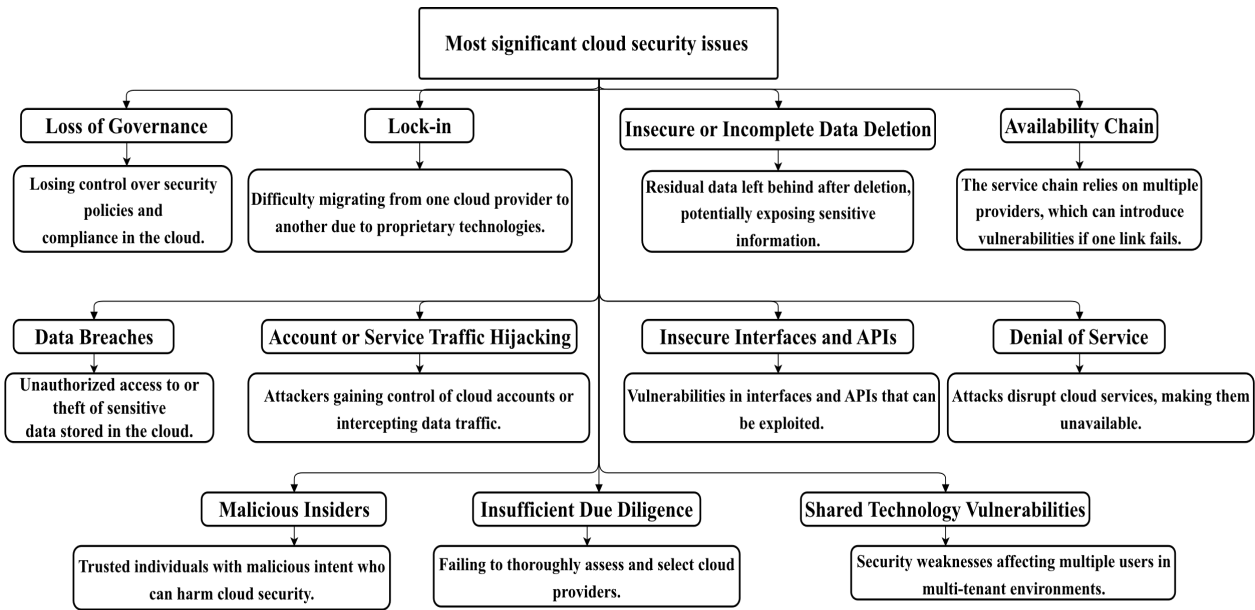 Most significant cloud security issues
Loss of Governance
Lock-in
Insecure or Incomplete Data Deletion
Availability Chain
Losing control over security
policies and
compliance in the cloud.
Difficulty migrating from one cloud provider to
another due to proprietary technologies.
Residual data left behind after deletion,
potentially exposing sensitive
information.
The service chain relies on multiple
providers, which can introduce
vulnerabilities if one link fails.
Data Breaches
Account or Service Traffic Hijacking
Insecure Interfaces and APIs
Denial of Service
Unauthorized access to or
theft of sensitive
data stored in the cloud.
Attackers gaining control of cloud accounts or
intercepting data traffic.
Vulnerabilities in interfaces and APIs that can
be exploited.
Attacks disrupt cloud services, making them
unavailable.
Malicious Insiders
Insufficient Due Diligence
Shared Technology Vulnerabilities
Trusted individuals with malicious intent who
can harm cloud security.
Failing to thoroughly assess and select cloud
providers.
Security weaknesses affecting multiple users in
multi-tenant environments.